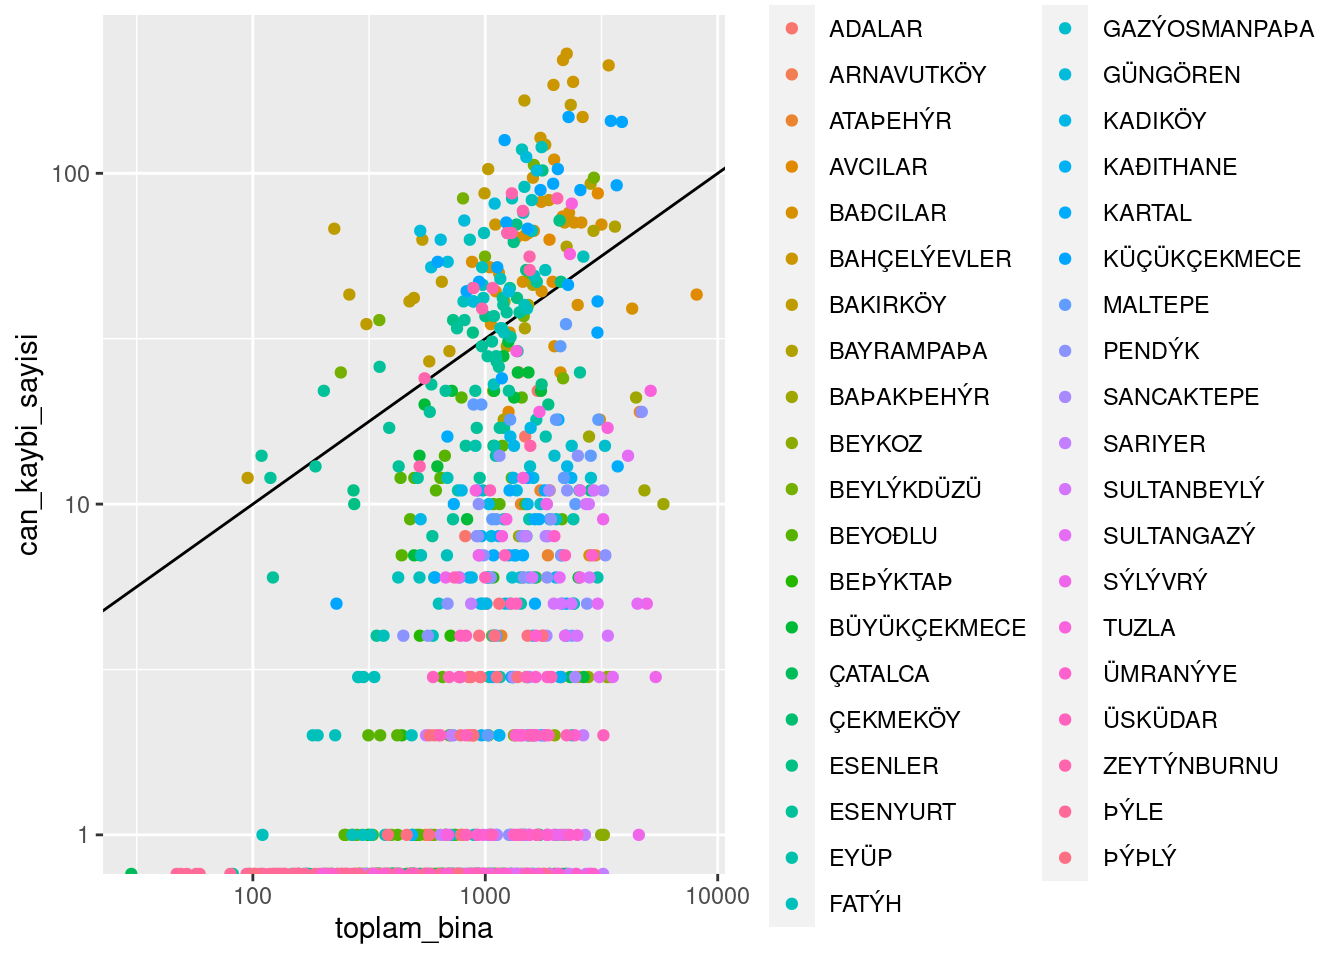 can_kaybi_sayisi
100
10
1
100
1000
10000
toplam_bina
ADALAR
ARNAVUTKÖY
ATAÞEHÝR
AVCILAR
BAÐCILAR
BAHÇELÝEVLER
BAKIRKÖY
BAYRAMPAÞA
BAÞAKÞEHÝR
BEYKOZ
BEYLÝKDÜZÜ
BEYOÐLU
BEÞÝKTAÞ
BÜYÜKÇEKMECE
ÇATALCA
ÇEKMEKÖY
ESENLER
ESENYURT
EYÜP
FATÝH
GAZÝOSMANPAÞA
GÜNGÖREN
KADIKÖY
KAÐITHANE
KARTAL
KÜÇÜKÇEKMECE
MALTEPE
PENDÝK
SANCAKTEPE
SARIYER
SULTANBEYLÝ
SULTANGAZÝ
SÝLÝVRÝ
TUZLA
ÜMRANÝYE
ÜSKÜDAR
ZEYTÝNBURNU
ÞÝLE
ÞÝÞLÝ